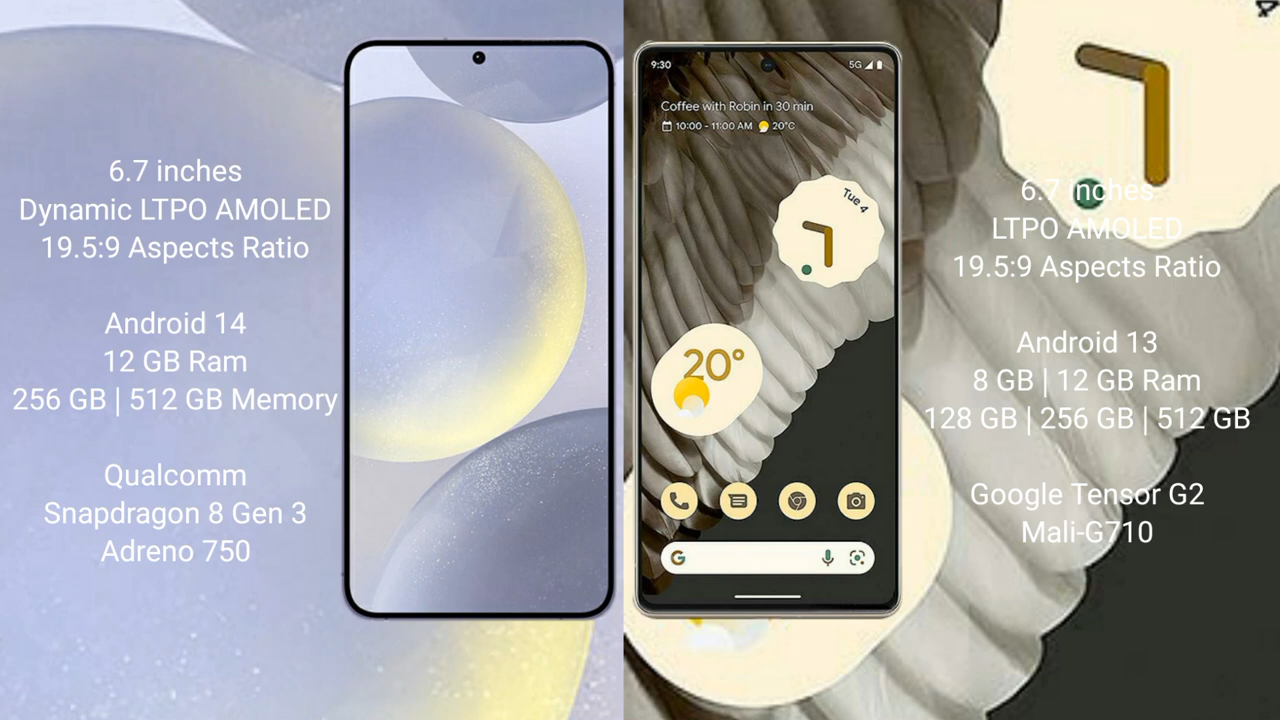 6.7 inches
Dynamic LTPO AMOLED
19.5:9 Aspects Ratio
Android 14
12 GB Ram
256 GB | 512 GB Memory
Qualcomm
Snapdragon 8 Gen 3
Adreno 750
9:30
5G
Coffee with Robin in 30 min
10:00 - 11:00 AM 20°C
Tue 4
20°
G
6.7 inches
LTPO AMOLED
19.5:9 Aspects Ratio
Android 13
8 GB | 12 GB Ram
128 GB | 256 GB | 512 GB
Google Tensor G2
Mali-G710